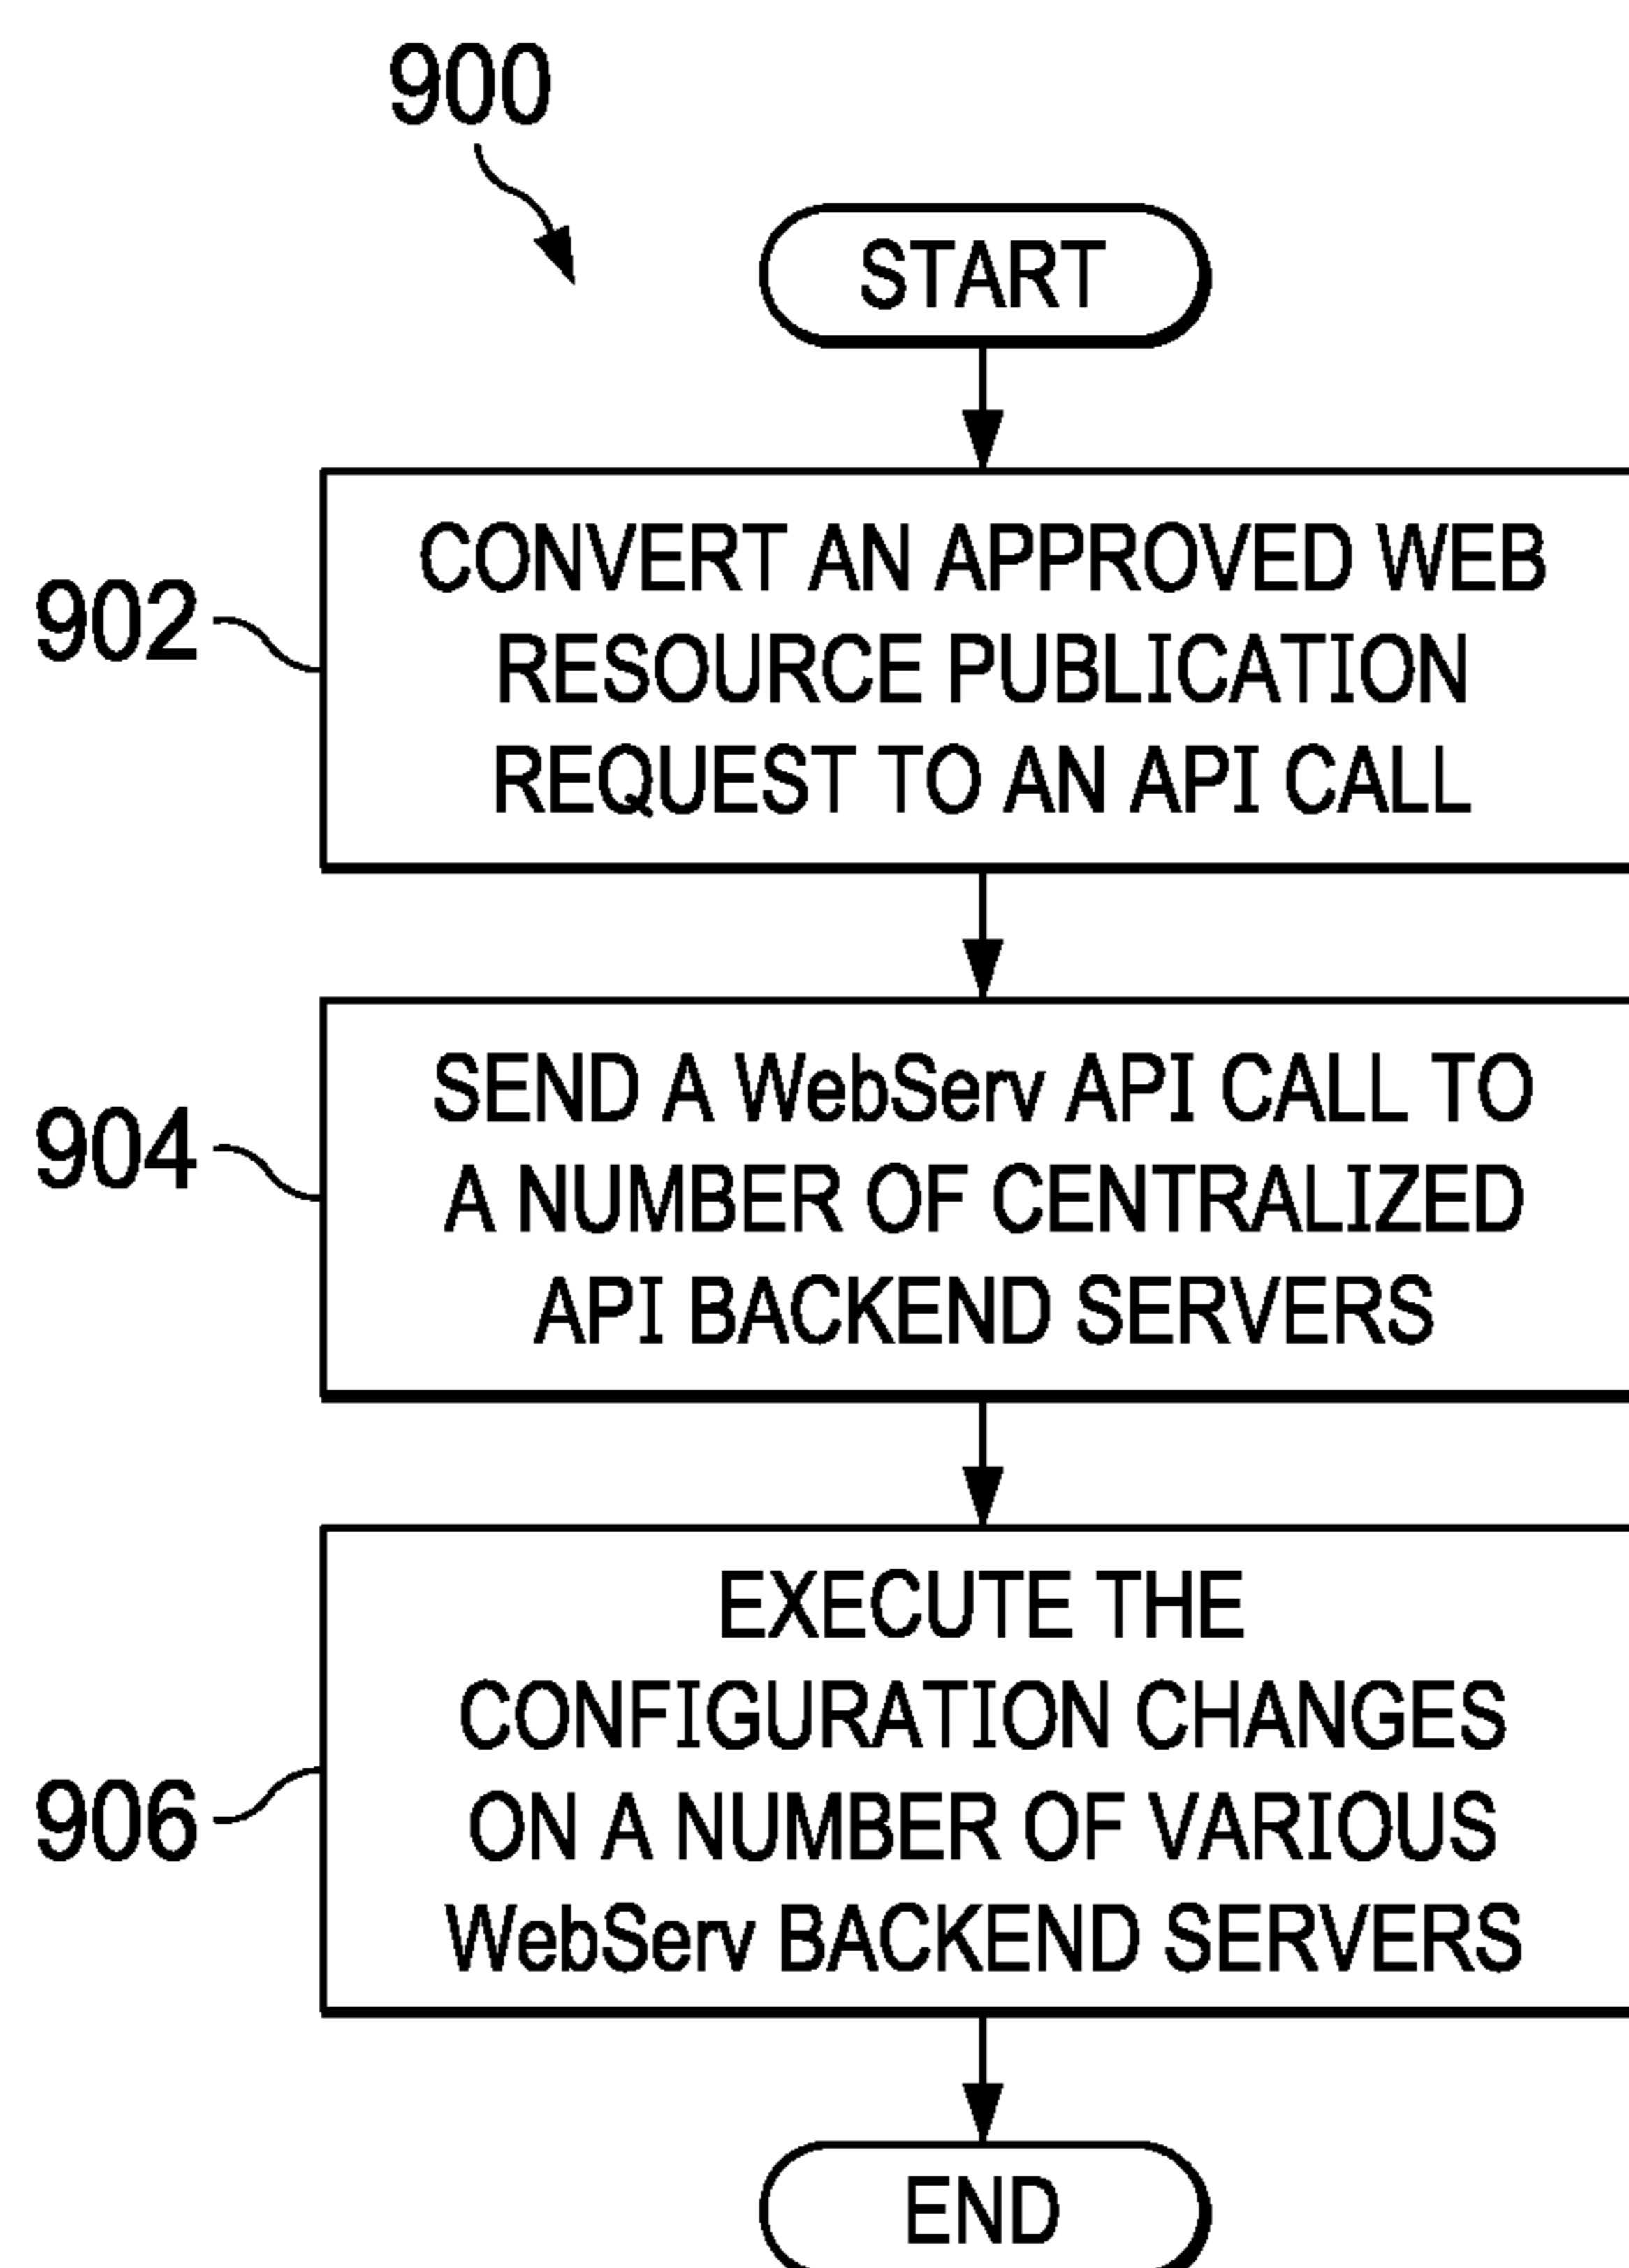 900
START
902
CONVERT AN APPROVED WEB
RESOURCE PUBLICATION
REQUEST TO AN API CALL
904
SEND A WebServ API CALL TO
A NUMBER OF CENTRALIZED
API BACKEND SERVERS
906
EXECUTE THE
CONFIGURATION CHANGES
ON A NUMBER OF VARIOUS
WebServ BACKEND SERVERS
END